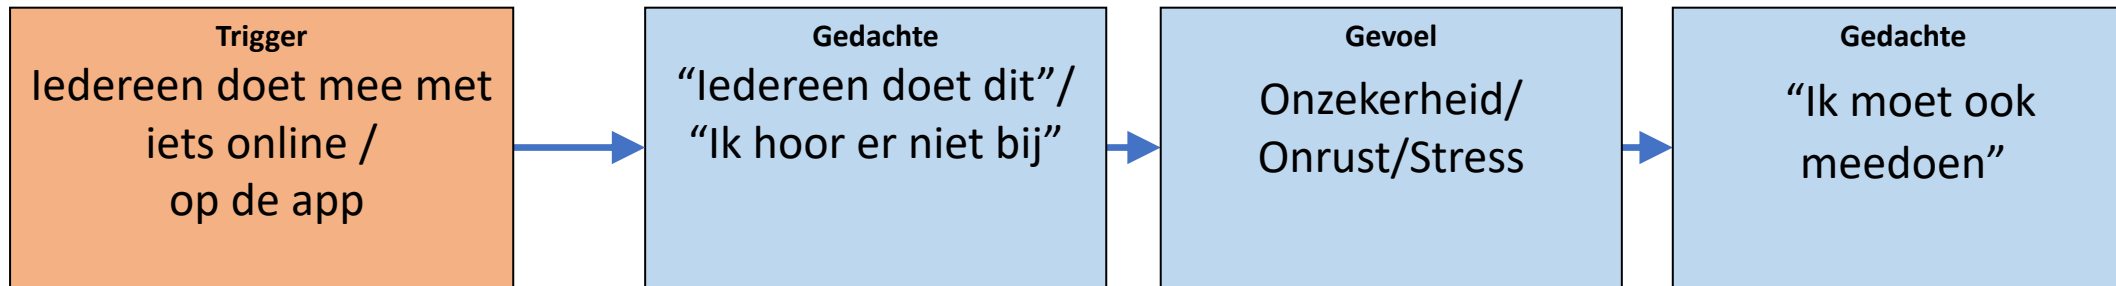 Trigger
Iedereen doet mee met
iets online /
op de app
Gedachte
“Iedereen doet dit”/
“Ik hoor er niet bij”
Gevoel
Onzekerheid/
Onrust/Stress
Gedachte
“Ik moet ook
meedoen”